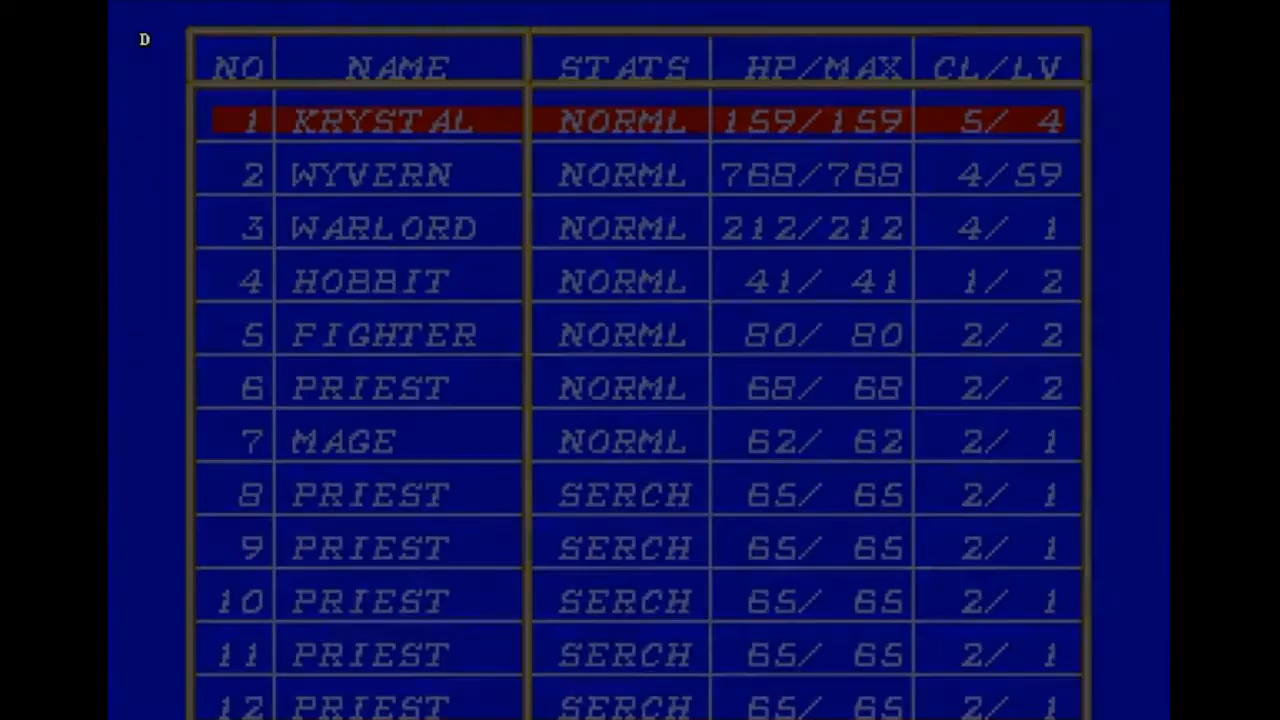 D
NO NAME STATS HP/MAX CL/LV
1 KRYSTAL NORML 159/159 5/ 4
2 WYVERN NORML 768/768 4/59
3 WARLORD NORML 212/212 4/ 1
4 HOBBIT NORML 41/ 41 1/ 2
5 FIGHTER NORML 80/ 80 2/ 2
6 PRIEST NORML 68/ 68 2/ 2
7 MAGE NORML 62/ 62 2/ 1
8 PRIEST SERCH 65/ 65 2/ 1
9 PRIEST SERCH 65/ 65 2/ 1
10 PRIEST SERCH 65/ 65 2/ 1
11 PRIEST SERCH 65/ 65 2/ 1
12 PRIEST SERCH 65/ 65 2/ 1